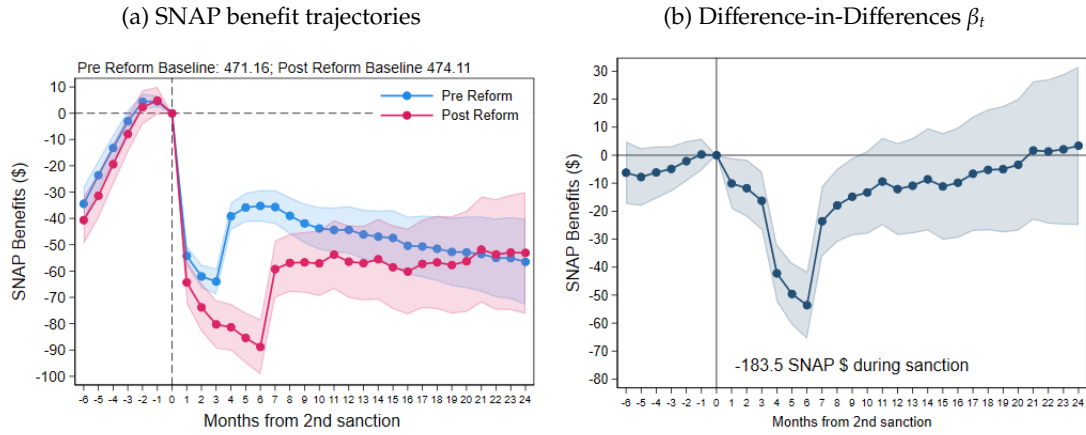 (a) SNAP benefit trajectories
Pre Reform Baseline: 471.16; Post Reform Baseline 474.11
Pre Reform
Post Reform
SNAP Benefits ($)
10
0
-10
-20
-30
-40
-50
-60
-70
-80
-90
-100
-6 -5 -4 -3 -2 -1 0 1 2 3 4 5 6 7 8 9 10 11 12 13 14 15 16 17 18 19 20 21 22 23 24
Months from 2nd sanction
(b) Difference-in-Differences βt
SNAP Benefits ($)
30
20
10
0
-10
-20
-30
-40
-50
-60
-70
-80
-183.5 SNAP $ during sanction
-6 -5 -4 -3 -2 -1 0 1 2 3 4 5 6 7 8 9 10 11 12 13 14 15 16 17 18 19 20 21 22 23 24
Months from 2nd sanction